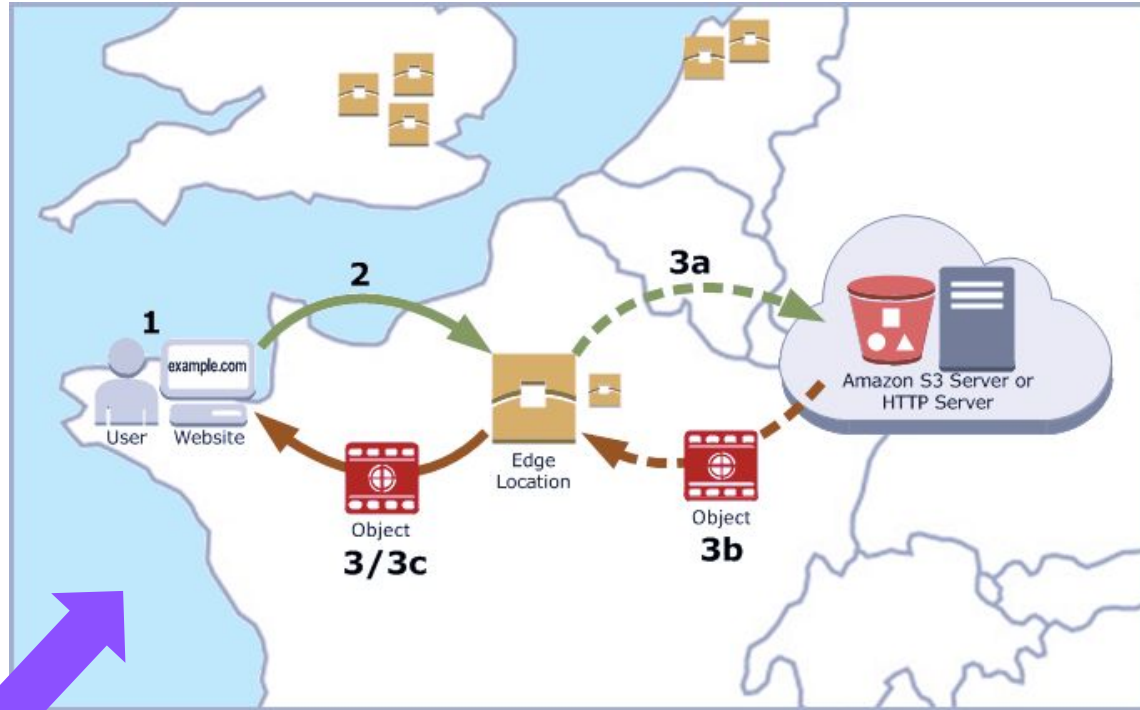 1
example.com
User
Website
2
Edge
Location
3a
Amazon S3 Server or
HTTP Server
Object
3b
Object
3/3c